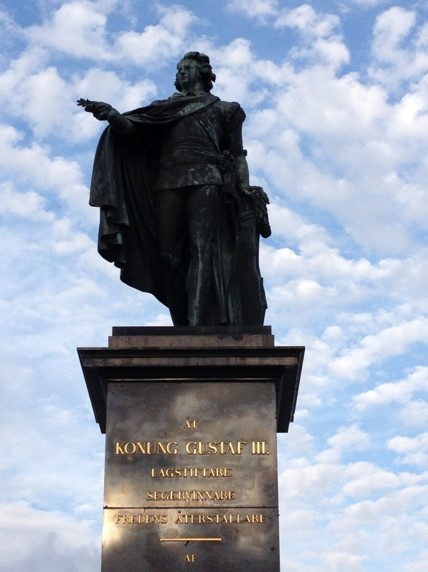 ÅT
KONUNG GUSTAF III.
LAGSTIFTARE
SEGERVINNARE
FREDENS ÅTERSTÄLLARE
AF